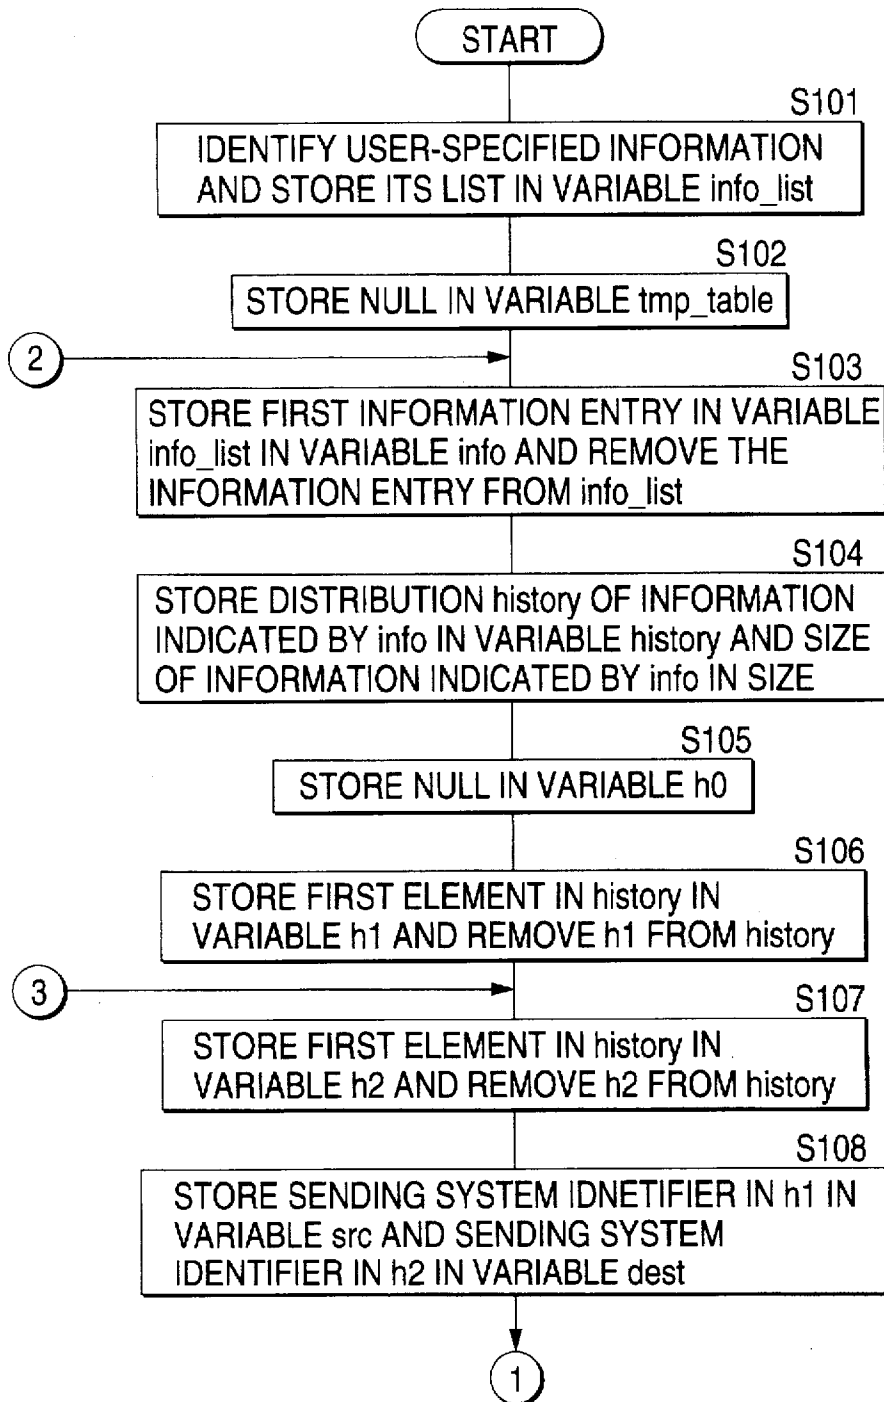 START
S101
IDENTIFY USER-SPECIFIED INFORMATION
AND STORE ITS LIST IN VARIABLE info_list
S102
STORE NULL IN VARIABLE tmp_table
2
S103
STORE FIRST INFORMATION ENTRY IN VARIABLE
info_list IN VARIABLE info AND REMOVE THE
INFORMATION ENTRY FROM info_list
S104
STORE DISTRIBUTION history OF INFORMATION
INDICATED BY info IN VARIABLE history AND SIZE
OF INFORMATION INDICATED BY info IN SIZE
S105
STORE NULL IN VARIABLE h0
S106
STORE FIRST ELEMENT IN history IN
VARIABLE h1 AND REMOVE h1 FROM history
3
S107
STORE FIRST ELEMENT IN history IN
VARIABLE h2 AND REMOVE h2 FROM history
S108
STORE SENDING SYSTEM IDNETIFIER IN h1 IN
VARIABLE src AND SENDING SYSTEM
IDENTIFIER IN h2 IN VARIABLE dest
1